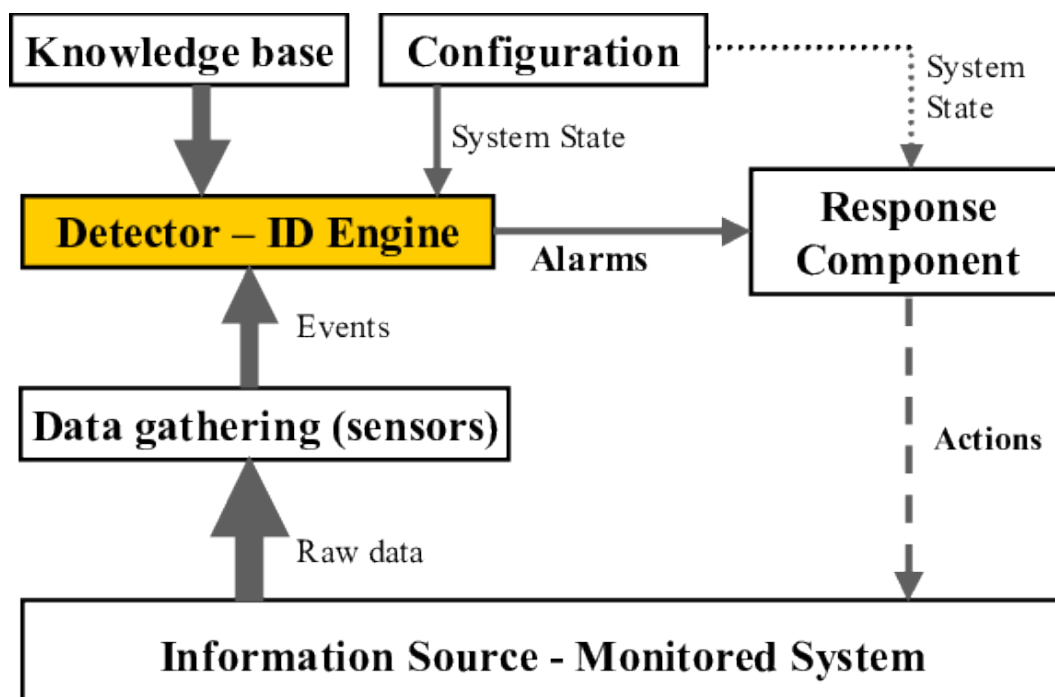 Knowledge base
Configuration
System
State
System State
Detector – ID Engine
Response
Component
Alarms
Events
Data gathering (sensors)
Actions
Raw data
Information Source - Monitored System